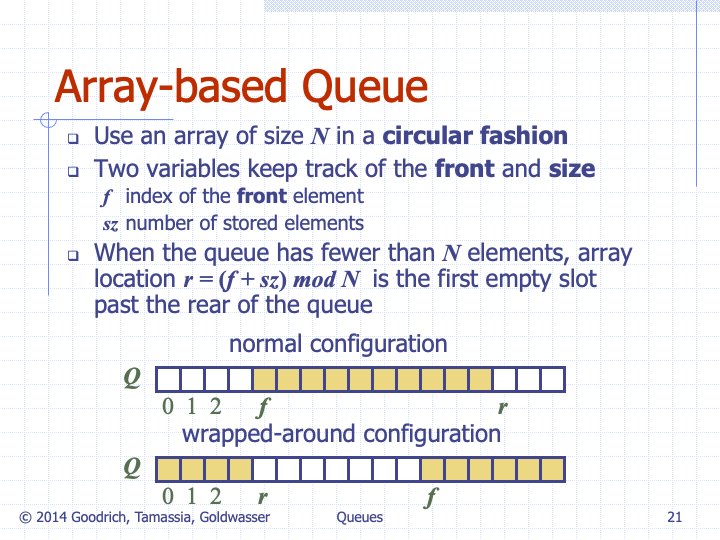 Array-based Queue
Use an array of size N in a circular fashion
Two variables keep track of the front and size
f index of the front element
sz number of stored elements
When the queue has fewer than N elements, array
location r = (f + sz) mod N is the first empty slot
past the rear of the queue
normal configuration
Q
0 1 2 f r
wrapped-around configuration
Q
0 1 2 r f
© 2014 Goodrich, Tamassia, Goldwasser Queues 21